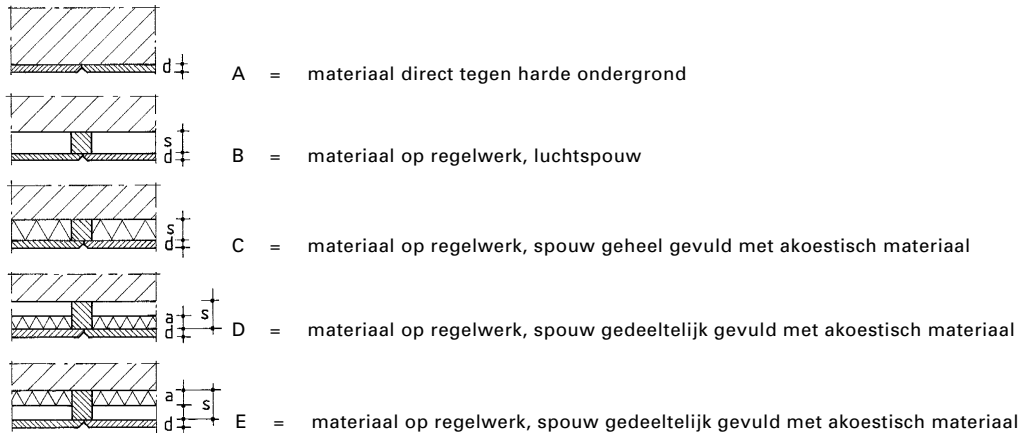 d A = materiaal direct tegen harde ondergrond
s
d B = materiaal op regelwerk, luchtspouw
s
d C = materiaal op regelwerk, spouw geheel gevuld met akoestisch materiaal
a s
d D = materiaal op regelwerk, spouw gedeeltelijk gevuld met akoestisch materiaal
a s
d E = materiaal op regelwerk, spouw gedeeltelijk gevuld met akoestisch materiaal